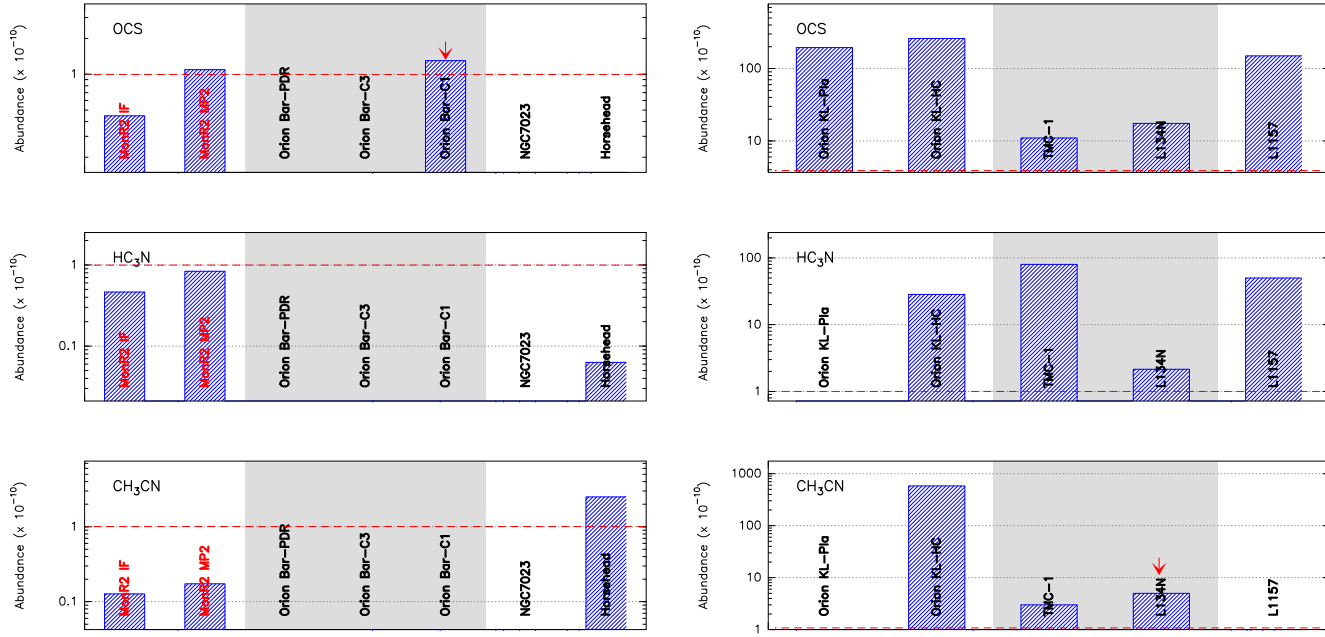 OCS
Abundance (x 10⁻¹⁰)
1
MonR2 IF
MonR2 MP2
Orion Bar-PDR
Orion Bar-C3
Orion Bar-C1
NGC7023
Horsehead
OCS
Abundance (x 10⁻¹⁰)
100
10
Orion KL-Pla
Orion KL-HC
TMC-1
L134N
L1157
HC₃N
Abundance (x 10⁻¹⁰)
1
0.1
MonR2 IF
MonR2 MP2
Orion Bar-PDR
Orion Bar-C3
Orion Bar-C1
NGC7023
Horsehead
HC₃N
Abundance (x 10⁻¹⁰)
100
10
1
Orion KL-Pla
Orion KL-HC
TMC-1
L134N
L1157
CH₃CN
Abundance (x 10⁻¹⁰)
1
0.1
MonR2 IF
MonR2 MP2
Orion Bar-PDR
Orion Bar-C3
Orion Bar-C1
NGC7023
Horsehead
CH₃CN
Abundance (x 10⁻¹⁰)
1000
100
10
1
Orion KL-Pla
Orion KL-HC
TMC-1
L134N
L1157